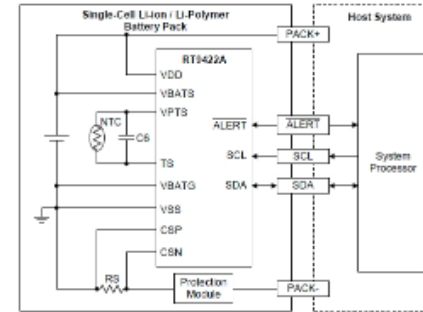 Single-Cell Li-ion / Li-Polymer
Battery Pack
Host System
PACK+
RT9422A
VDD
VBATS
VPTS
NTC
C6
ALERT
ALERT
SCL
SCL
System
Processor
TS
VBATG
SDA
SDA
VSS
CSP
CSN
RS
Protection
Module
PACK-